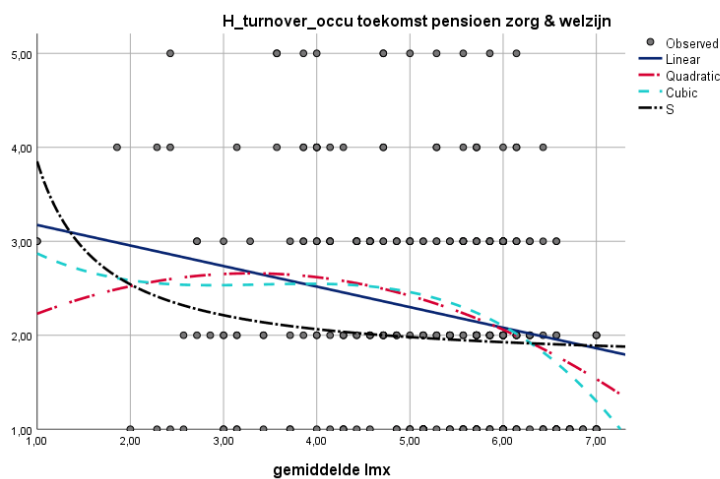 H_turnover_occu toekomst pensioen zorg & welzijn
Observed
Linear
Quadratic
Cubic
S
5,00
4,00
3,00
2,00
1,00
1,00 2,00 3,00 4,00 5,00 6,00 7,00
gemiddelde lmx